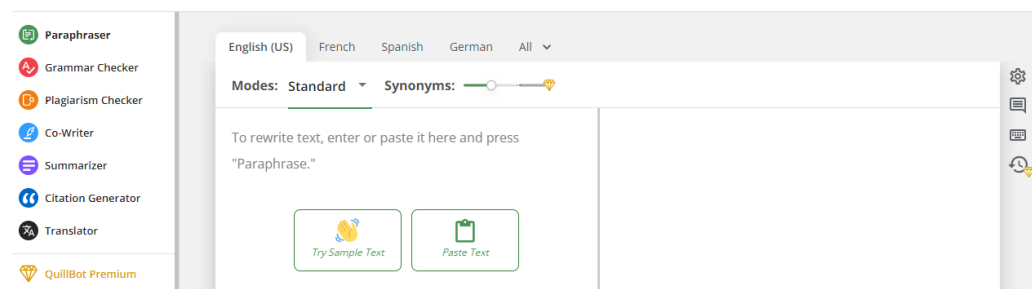 Paraphraser
Grammar Checker
Plagiarism Checker
Co-Writer
Summarizer
Citation Generator
Translator
QuillBot Premium
English (US) French Spanish German All
Modes: Standard Synonyms:
To rewrite text, enter or paste it here and press
"Paraphrase."
Try Sample Text Paste Text